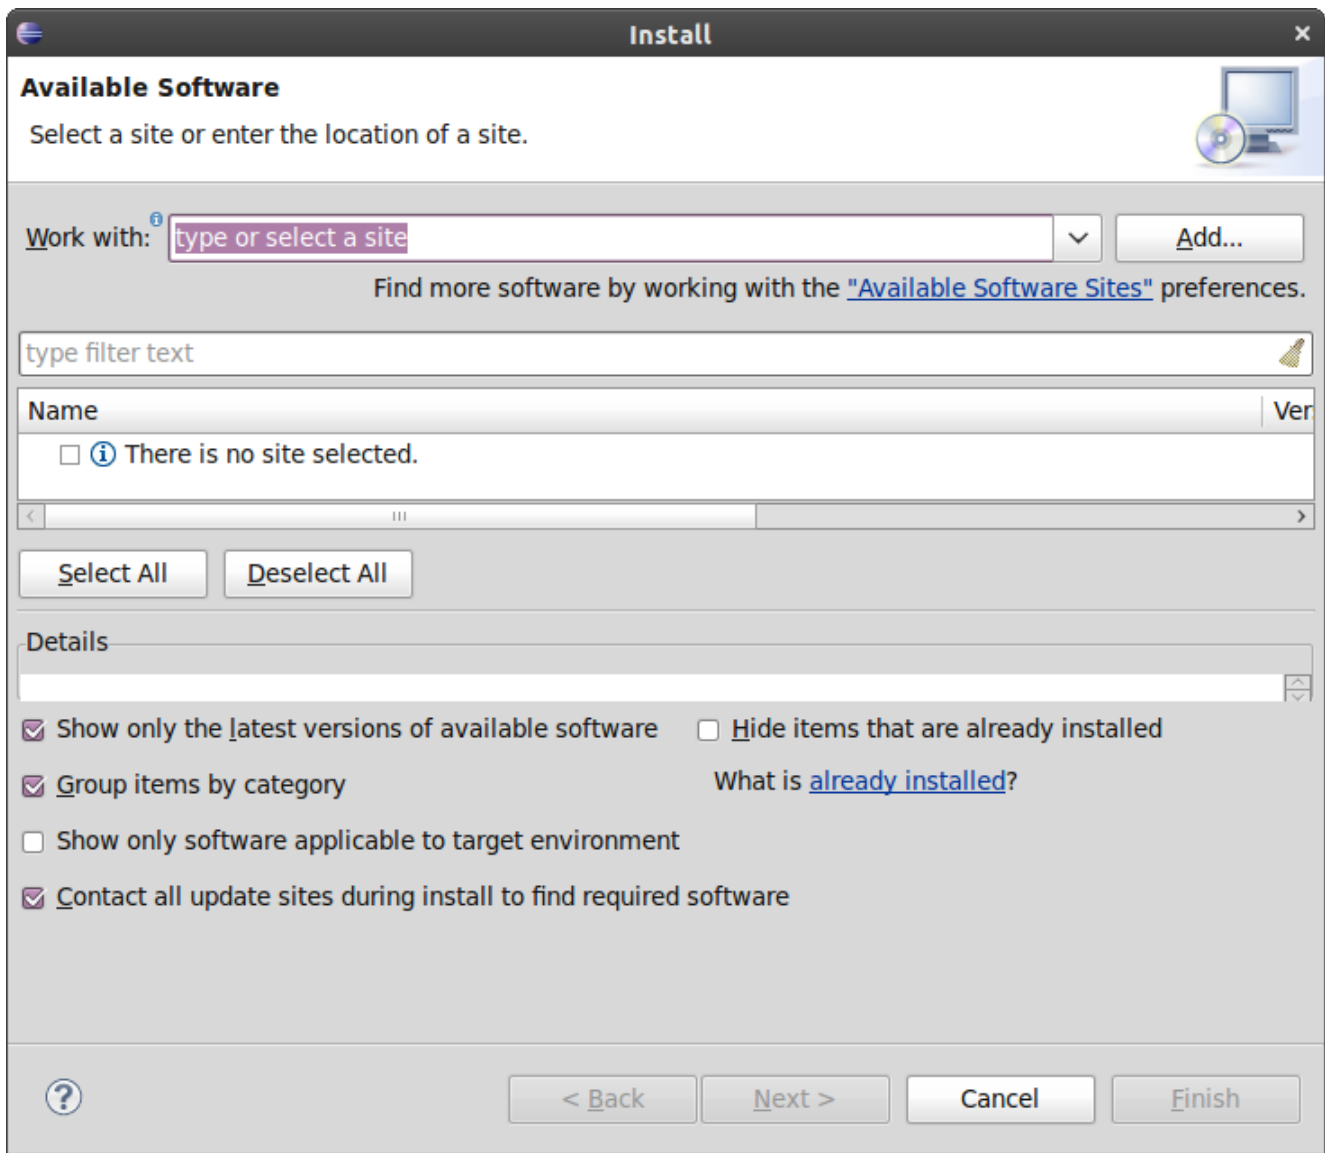 Install
Available Software
Select a site or enter the location of a site.
Work with: type or select a site Add...
Find more software by working with the "Available Software Sites" preferences.
type filter text
Name Ver
There is no site selected.
Select All Deselect All
Details
Show only the latest versions of available software Hide items that are already installed
Group items by category What is already installed?
Show only software applicable to target environment
Contact all update sites during install to find required software
? < Back Next > Cancel Finish